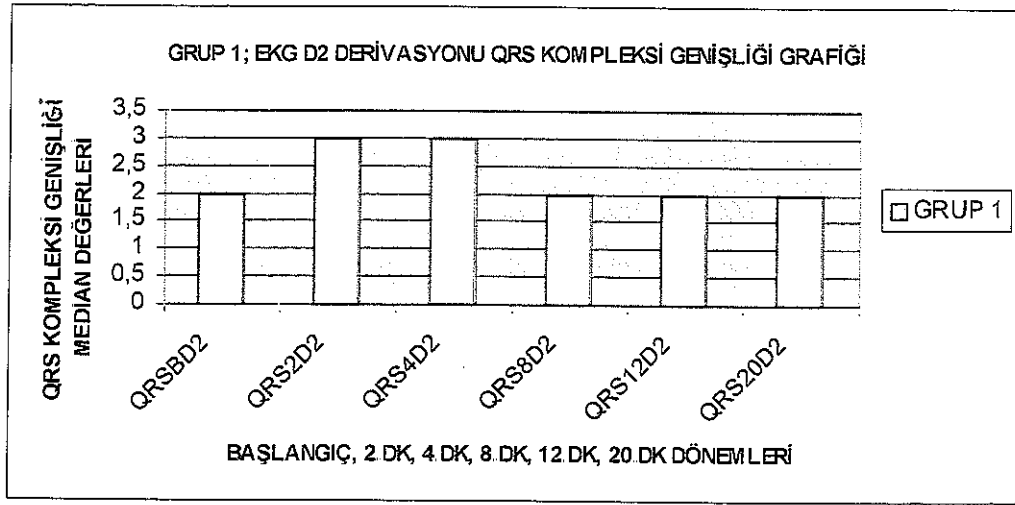 GRUP 1; EKG D2 DERİVASYONU QRS KOMPLEKSİ GENİŞLİĞİ GRAFİĞİ
QRS KOMPLEKSİ GENİŞLİĞİ
MEDİAN DEĞERLERİ
3,5
3
2,5
2
1,5
1
0,5
0
QRSBD2
QRS2D2
QRS4D2
QRS8D2
QRS12D2
QRS20D2
GRUP 1
BAŞLANGIÇ, 2.DK, 4.DK, 8.DK, 12.DK, 20.DK DÖNEMLERİ